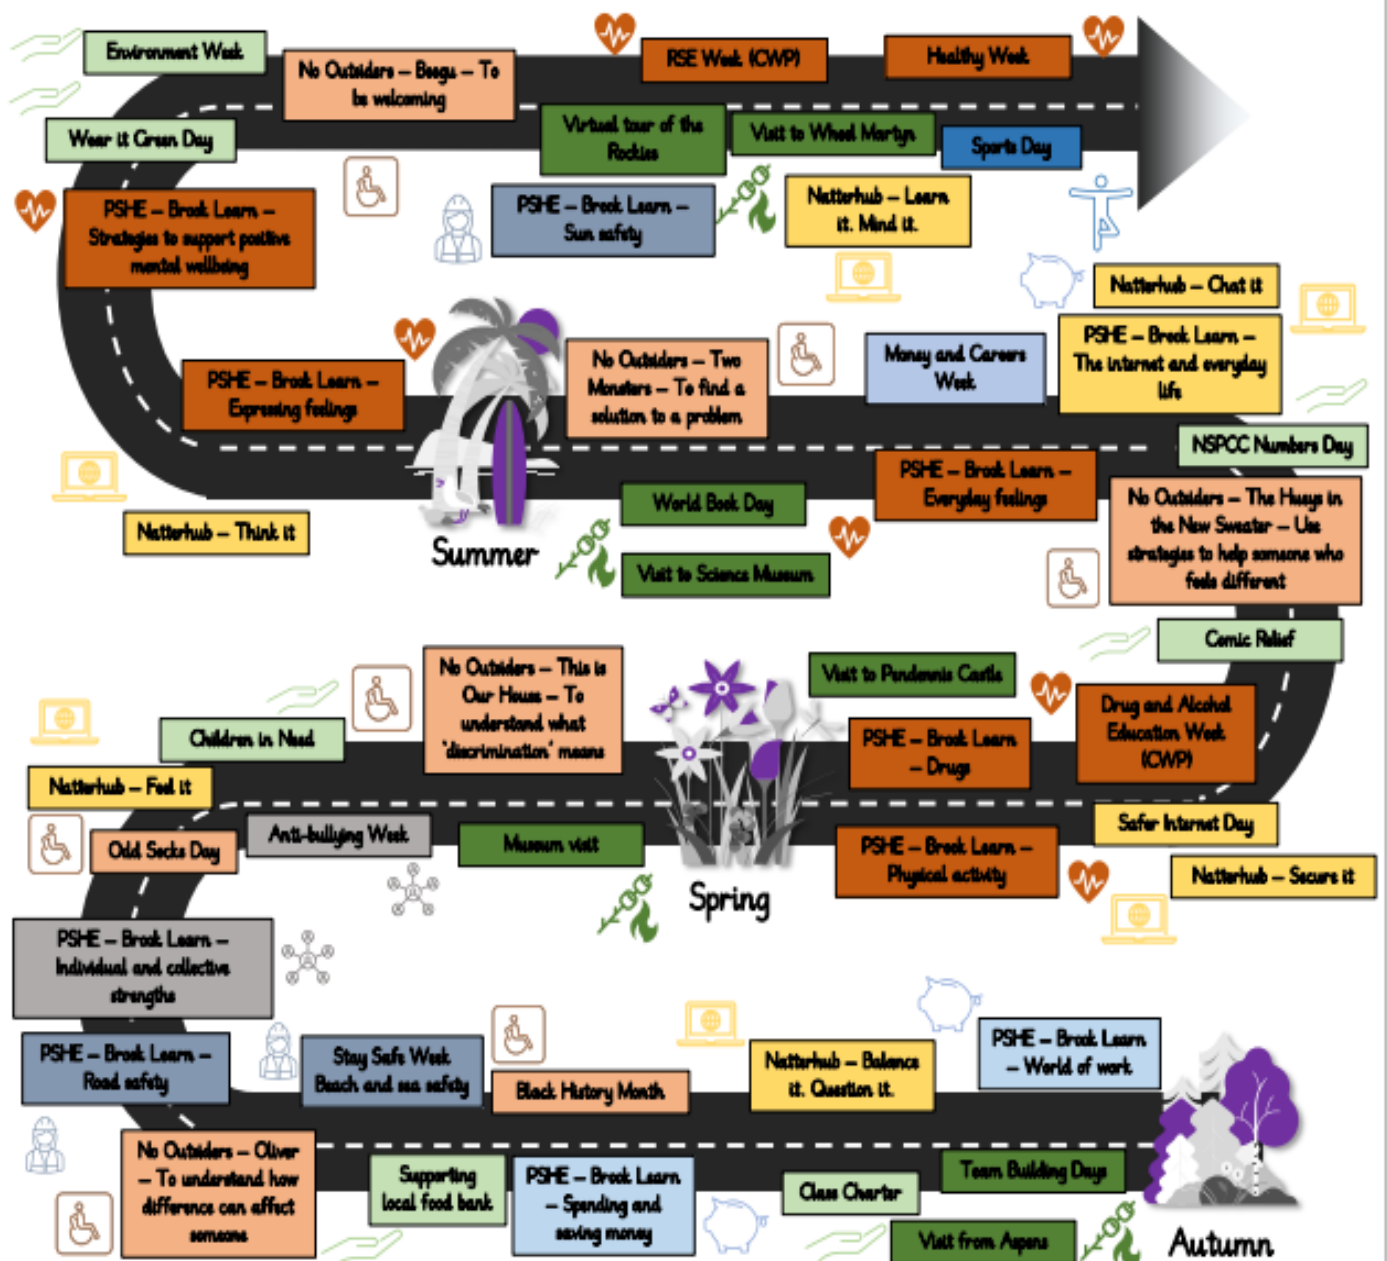 Environment Week
No Outsiders – Beegu – To
be welcoming
RSE Week (CWP)
Healthy Week
Wear it Green Day
Virtual tour of the
Rockies
Visit to Wheal Martyn
Sports Day
PSHE – Brook Learn –
Strategies to support positive
mental wellbeing
PSHE – Brook Learn –
Sun safety
Natterhub – Learn
it. Mind it.
Natterhub – Chat it
PSHE – Brook Learn –
Expressing feelings
No Outsiders – Two
Monsters – To find a
solution to a problem
Money and Careers
Week
PSHE – Brook Learn –
The internet and everyday
life
NSPCC Numbers Day
Natterhub – Think it
Summer
World Book Day
Visit to Science Museum
PSHE – Brook Learn –
Everyday feelings
No Outsiders – The Hueys in
the New Sweater – Use
strategies to help someone who
feels different
Comic Relief
Children in Need
No Outsiders – This is
Our House – To
understand what
'discrimination' means
Visit to Pendennis Castle
PSHE – Brook Learn
– Drugs
Drug and Alcohol
Education Week
(CWP)
Natterhub – Feel it
Odd Socks Day
Anti-bullying Week
Museum visit
Spring
PSHE – Brook Learn –
Physical activity
Safer Internet Day
Natterhub – Secure it
PSHE – Brook Learn –
Individual and collective
strengths
PSHE – Brook Learn –
Road safety
Stay Safe Week
Beach and sea safety
Black History Month
Natterhub – Balance
it. Question it.
PSHE – Brook Learn
– World of work
No Outsiders – Oliver
– To understand how
difference can affect
someone
Supporting
local food bank
PSHE – Brook Learn
– Spending and
saving money
Class Charter
Team Building Days
Visit from Aspens
Autumn